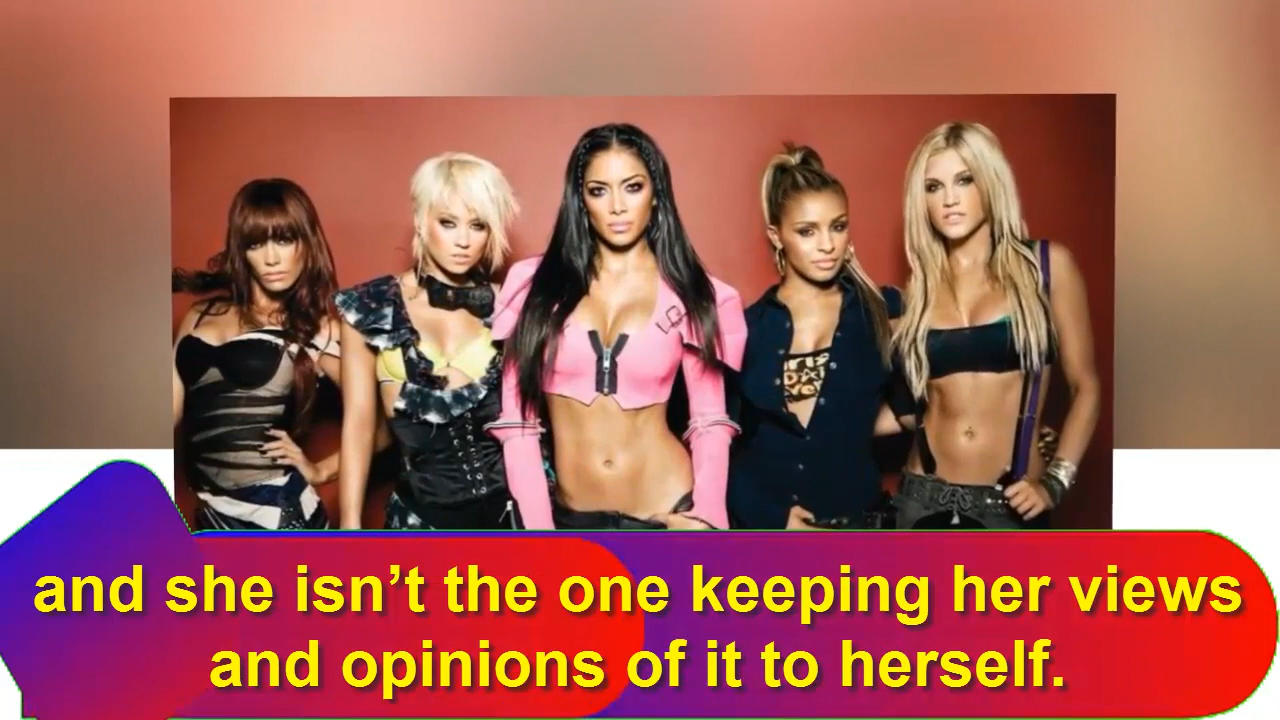 and she isn’t the one keeping her views
and opinions of it to herself.